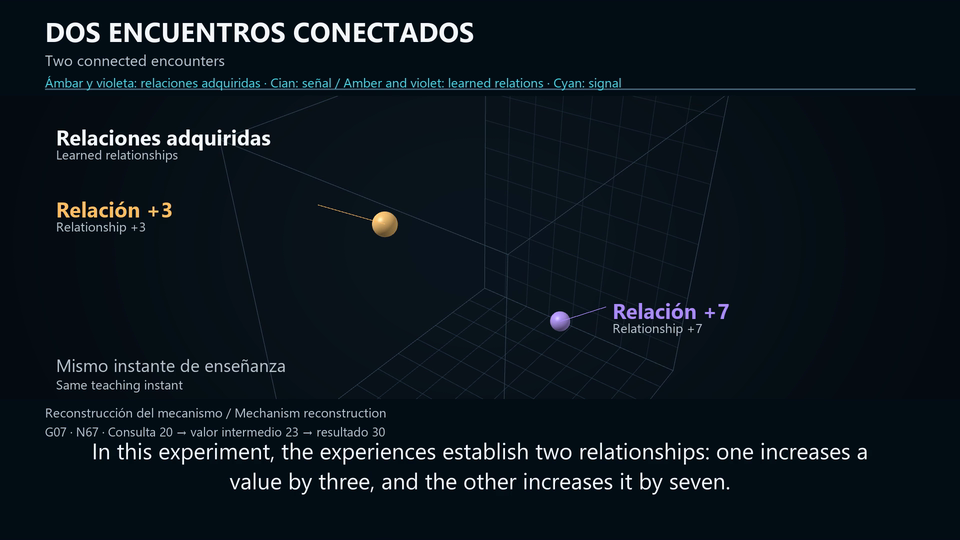 DOS ENCUENTROS CONECTADOS
Two connected encounters
Ámbar y violeta: relaciones adquiridas · Cian: señal / Amber and violet: learned relations · Cyan: signal
Relaciones adquiridas
Learned relationships
Relación +3
Relationship +3
Relación +7
Relationship +7
Mismo instante de enseñanza
Same teaching instant
Reconstrucción del mecanismo / Mechanism reconstruction
G07 · N67 · Consulta 20 → valor intermedio 23 → resultado 30
In this experiment, the experiences establish two relationships: one increases a
value by three, and the other increases it by seven.